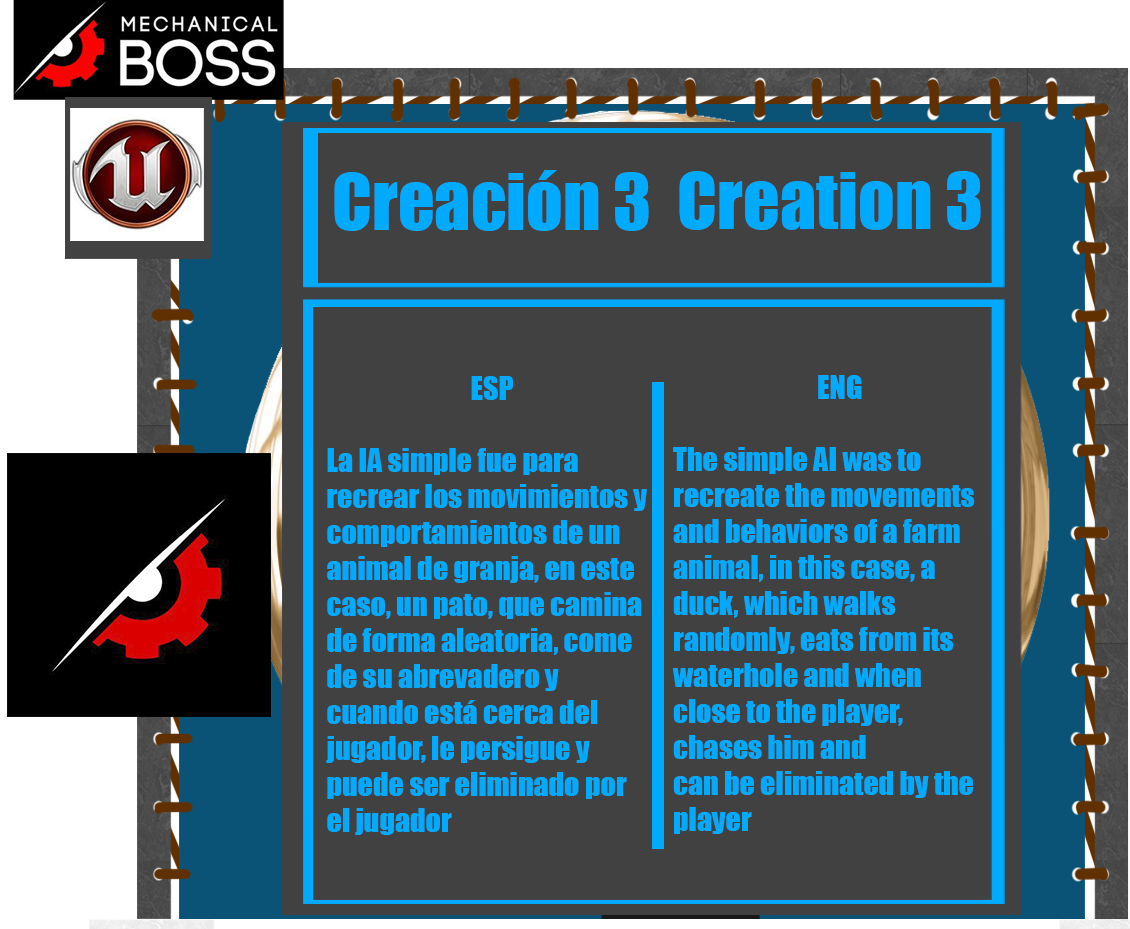 MECHANICAL
BOSS
Creación 3 Creation 3
ESP
La IA simple fue para
recrear los movimientos y
comportamientos de un
animal de granja, en este
caso, un pato, que camina
de forma aleatoria, come
de su abrevadero y
cuando está cerca del
jugador, le persigue y
puede ser eliminado por
el jugador
ENG
The simple AI was to
recreate the movements
and behaviors of a farm
animal, in this case, a
duck, which walks
randomly, eats from its
waterhole and when
close to the player,
chases him and
can be eliminated by the
player